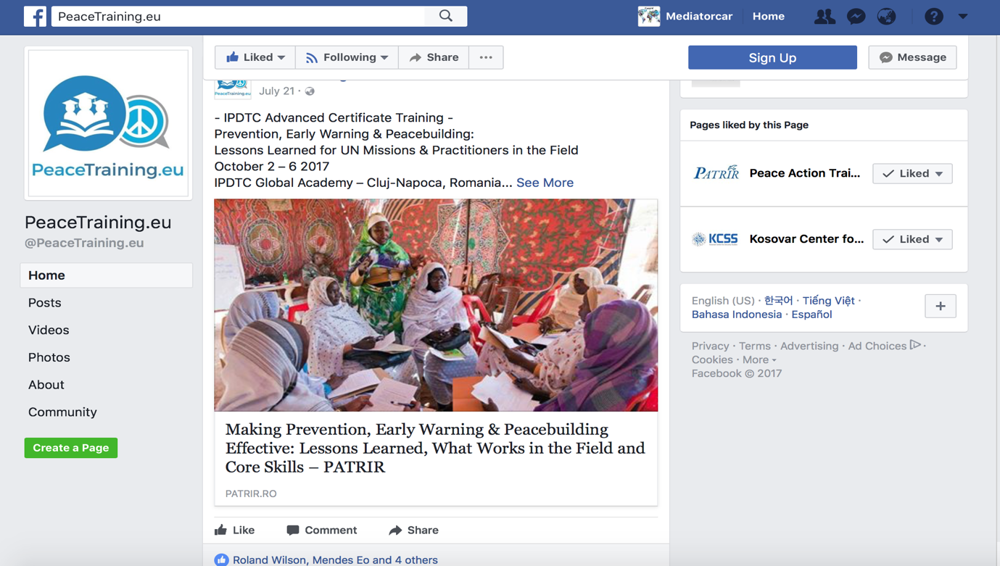 PeaceTraining.eu
Mediatorcar
Home
Liked
Following
Share
Sign Up
Message
PeaceTraining.eu
PeaceTraining.eu
@PeaceTraining.eu
Home
Posts
Videos
Photos
About
Community
Create a Page
PeaceTraining.eu
July 21 ·
- IPDTC Advanced Certificate Training -
Prevention, Early Warning & Peacebuilding:
Lessons Learned for UN Missions & Practitioners in the Field
October 2 – 6 2017
IPDTC Global Academy – Cluj-Napoca, Romania... See More
Making Prevention, Early Warning & Peacebuilding
Effective: Lessons Learned, What Works in the Field and
Core Skills – PATRIR
PATRIR.RO
Like Comment Share
Roland Wilson, Mendes Eo and 4 others
Pages liked by this Page
PATRIR
Peace Action Trai...
Liked
KCSS
Kosovar Center fo...
Liked
English (US) · 한국어 · Tiếng Việt ·
Bahasa Indonesia · Español
Privacy · Terms · Advertising · Ad Choices ·
Cookies · More
Facebook © 2017